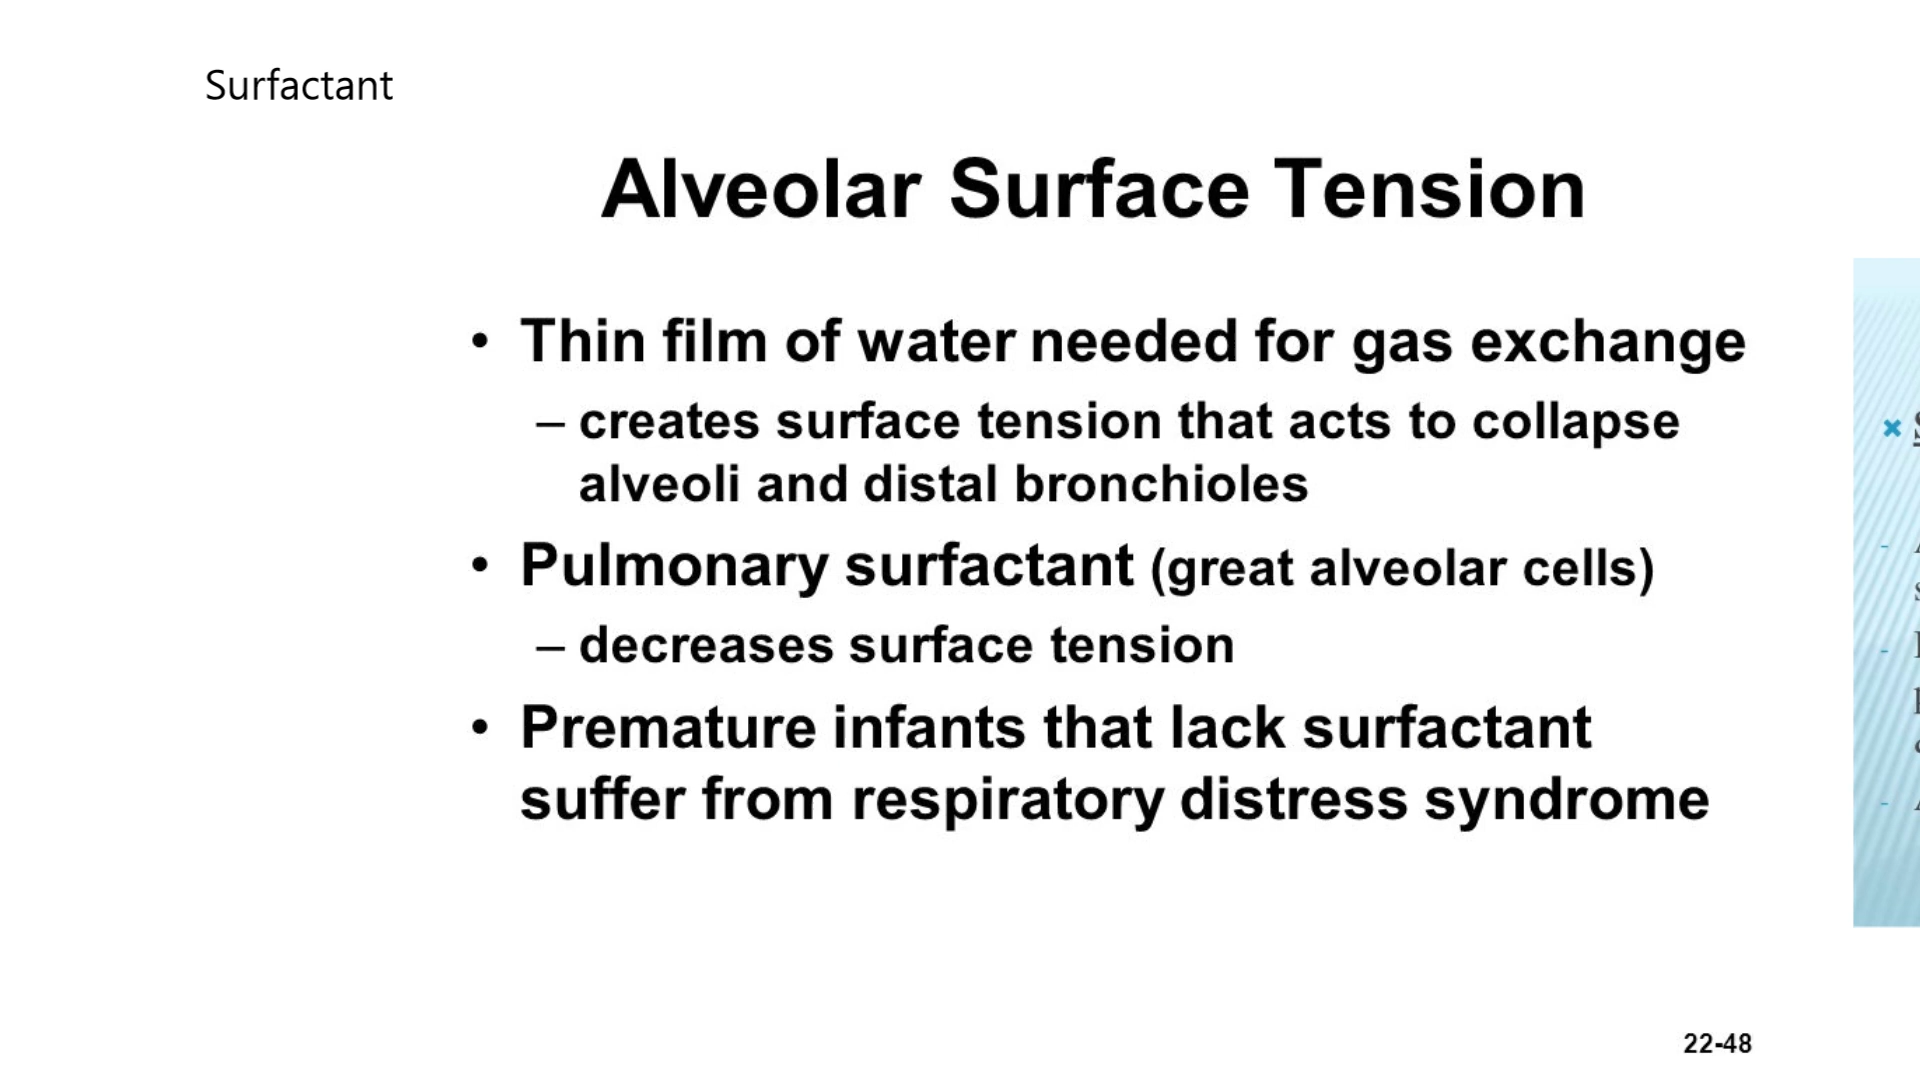 Surfactant
Alveolar Surface Tension
• Thin film of water needed for gas exchange
– creates surface tension that acts to collapse
alveoli and distal bronchioles
• Pulmonary surfactant (great alveolar cells)
– decreases surface tension
• Premature infants that lack surfactant
suffer from respiratory distress syndrome
22-48